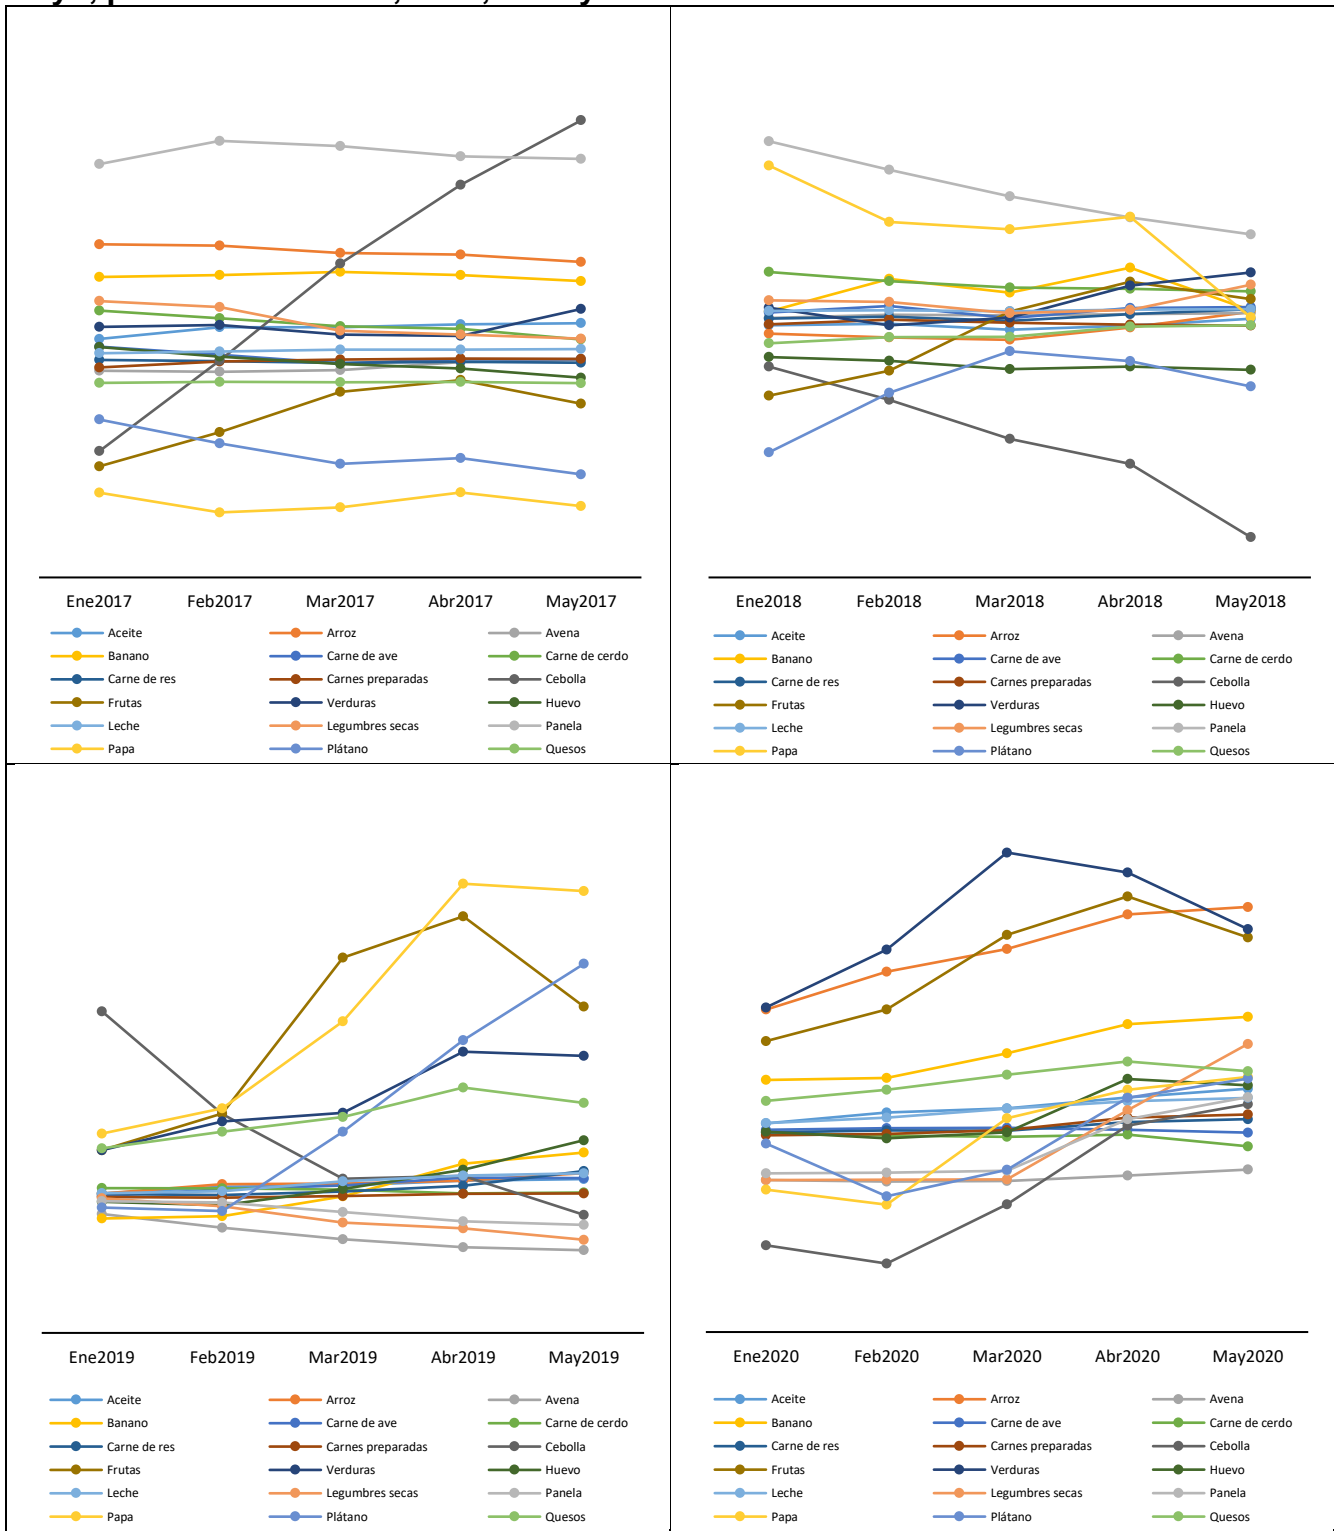 Ene2017 Feb2017 Mar2017 Abr2017 May2017
Aceite Arroz Avena
Banano Carne de ave Carne de cerdo
Carne de res Carnes preparadas Cebolla
Frutas Verduras Huevo
Leche Legumbres secas Panela
Papa Plátano Quesos
Ene2018 Feb2018 Mar2018 Abr2018 May2018
Aceite Arroz Avena
Banano Carne de ave Carne de cerdo
Carne de res Carnes preparadas Cebolla
Frutas Verduras Huevo
Leche Legumbres secas Panela
Papa Plátano Quesos
Ene2019 Feb2019 Mar2019 Abr2019 May2019
Aceite Arroz Avena
Banano Carne de ave Carne de cerdo
Carne de res Carnes preparadas Cebolla
Frutas Verduras Huevo
Leche Legumbres secas Panela
Papa Plátano Quesos
Ene2020 Feb2020 Mar2020 Abr2020 May2020
Aceite Arroz Avena
Banano Carne de ave Carne de cerdo
Carne de res Carnes preparadas Cebolla
Frutas Verduras Huevo
Leche Legumbres secas Panela
Papa Plátano Quesos